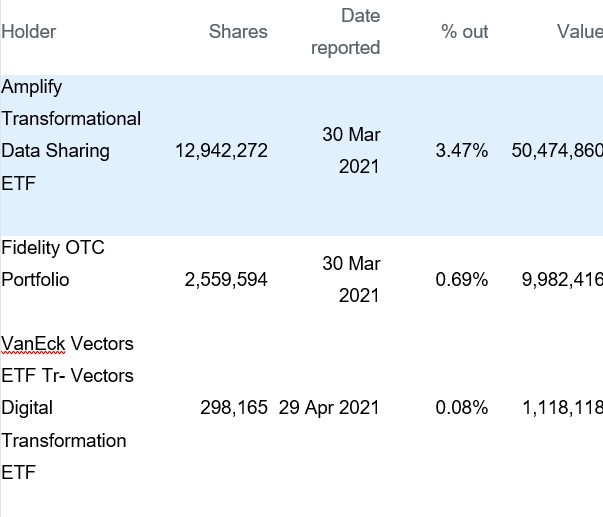 Holder Shares Date reported % out Value
Amplify Transformational Data Sharing ETF 12,942,272 30 Mar 2021 3.47% 50,474,860
Fidelity OTC Portfolio 2,559,594 30 Mar 2021 0.69% 9,982,416
VanEck Vectors ETF Tr- Vectors Digital Transformation ETF 298,165 29 Apr 2021 0.08% 1,118,118